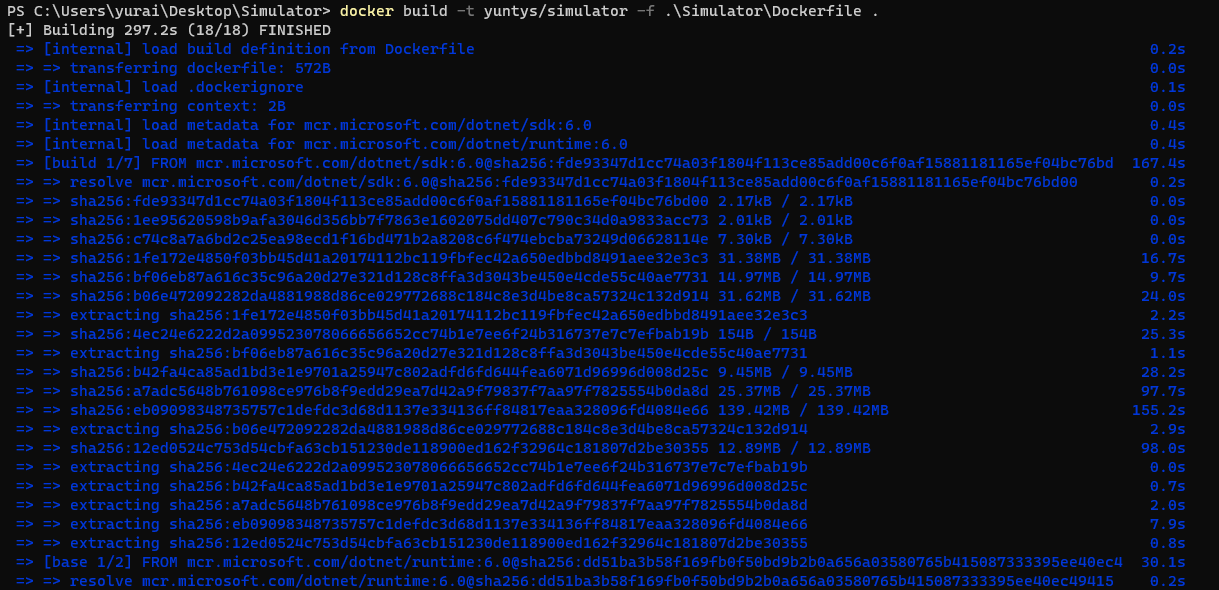 PS C:\Users\yurai\Desktop\Simulator> docker build -t yuntys/simulator -f .\Simulator\Dockerfile .
[+] Building 297.2s (18/18) FINISHED
=> [internal] load build definition from Dockerfile 0.2s
=> => transferring dockerfile: 572B 0.0s
=> [internal] load .dockerignore 0.1s
=> => transferring context: 2B 0.0s
=> [internal] load metadata for mcr.microsoft.com/dotnet/sdk:6.0 0.4s
=> [internal] load metadata for mcr.microsoft.com/dotnet/runtime:6.0 0.4s
=> [build 1/7] FROM mcr.microsoft.com/dotnet/sdk:6.0@sha256:fde93347d1cc74a03f1804f113ce85add00c6f0af15881181165ef04bc76bd 167.4s
=> => resolve mcr.microsoft.com/dotnet/sdk:6.0@sha256:fde93347d1cc74a03f1804f113ce85add00c6f0af15881181165ef04bc76bd00 0.2s
=> => sha256:fde93347d1cc74a03f1804f113ce85add00c6f0af15881181165ef04bc76bd00 2.17kB / 2.17kB 0.0s
=> => sha256:1ee95620598b9afa3046d356bb7f7863e1602075dd407c790c34d0a9833acc73 2.01kB / 2.01kB 0.0s
=> => sha256:c74c8a7a6bd2c25ea98ecd1f16bd471b2a8208c6f474ebcba73249d06628114e 7.30kB / 7.30kB 0.0s
=> => sha256:1fe172e4850f03bb45d41a20174112bc119fbfec42a650edbbd8491aee32e3c3 31.38MB / 31.38MB 16.7s
=> => sha256:bf06eb87a616c35c96a20d27e321d128c8ffa3d3043be450e4cde55c40ae7731 14.97MB / 14.97MB 9.7s
=> => sha256:b06e472092282da4881988d86ce029772688c184c8e3d4be8ca57324c132d914 31.62MB / 31.62MB 24.0s
=> => extracting sha256:1fe172e4850f03bb45d41a20174112bc119fbfec42a650edbbd8491aee32e3c3 2.2s
=> => sha256:4ec24e6222d2a099523078066656652cc74b1e7ee6f24b316737e7c7efbab19b 154B / 154B 25.3s
=> => extracting sha256:bf06eb87a616c35c96a20d27e321d128c8ffa3d3043be450e4cde55c40ae7731 1.1s
=> => sha256:b42fa4ca85ad1bd3e1e9701a25947c802adfd6fd644fea6071d96996d008d25c 9.45MB / 9.45MB 28.2s
=> => sha256:a7adc5648b761098ce976b8f9edd29ea7d42a9f79837f7aa97f7825554b0da8d 25.37MB / 25.37MB 97.7s
=> => sha256:eb09098348735757c1defdc3d68d1137e334136ff84817eaa328096fd4084e66 139.42MB / 139.42MB 155.2s
=> => extracting sha256:b06e472092282da4881988d86ce029772688c184c8e3d4be8ca57324c132d914 2.9s
=> => sha256:12ed0524c753d54cbfa63cb151230de118900ed162f32964c181807d2be30355 12.89MB / 12.89MB 98.0s
=> => extracting sha256:4ec24e6222d2a099523078066656652cc74b1e7ee6f24b316737e7c7efbab19b 0.0s
=> => extracting sha256:b42fa4ca85ad1bd3e1e9701a25947c802adfd6fd644fea6071d96996d008d25c 0.7s
=> => extracting sha256:a7adc5648b761098ce976b8f9edd29ea7d42a9f79837f7aa97f7825554b0da8d 2.0s
=> => extracting sha256:eb09098348735757c1defdc3d68d1137e334136ff84817eaa328096fd4084e66 7.9s
=> => extracting sha256:12ed0524c753d54cbfa63cb151230de118900ed162f32964c181807d2be30355 0.8s
=> [base 1/2] FROM mcr.microsoft.com/dotnet/runtime:6.0@sha256:dd51ba3b58f169fb0f50bd9b2b0a656a03580765b415087333395ee40ec4 30.1s
=> => resolve mcr.microsoft.com/dotnet/runtime:6.0@sha256:dd51ba3b58f169fb0f50bd9b2b0a656a03580765b415087333395ee40ec49415 0.2s